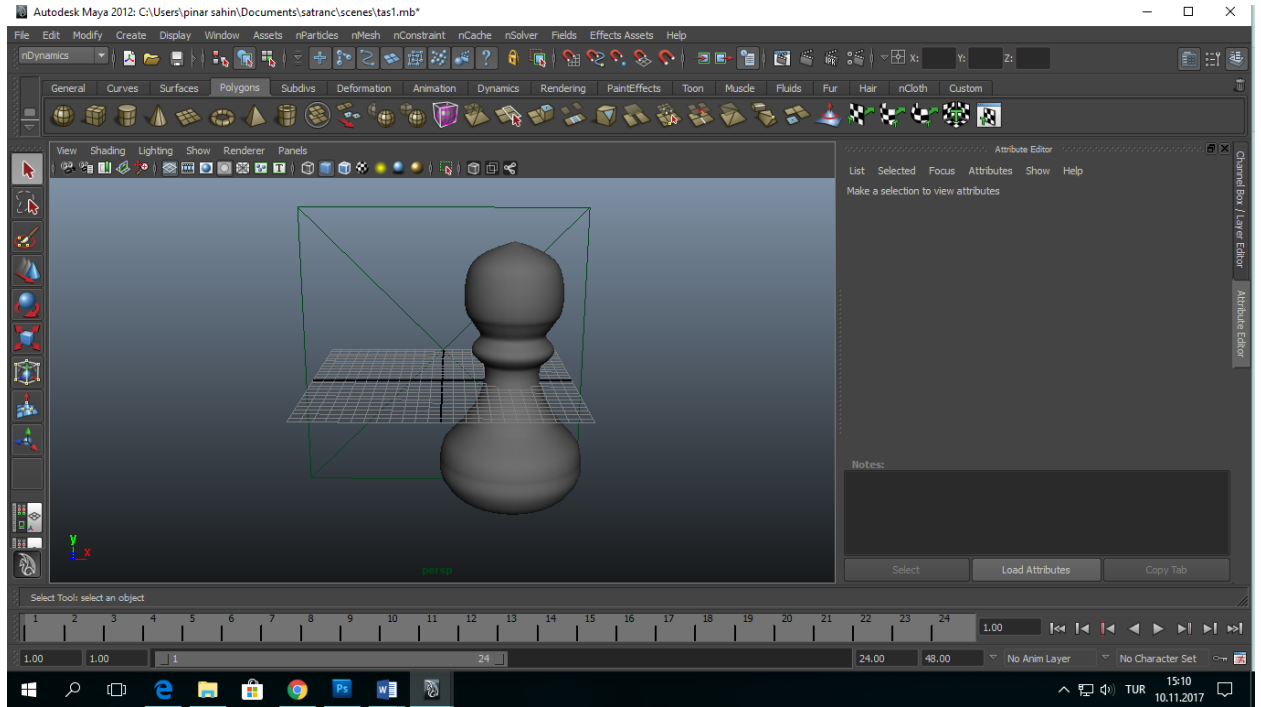 Autodesk Maya 2012: C:\Users\pinar sahin\Documents\satranc\scenes\tas1.mb*
File Edit Modify Create Display Window Assets nParticles nMesh nConstraint nCache nSolver Fields Effects Assets Help
nDynamics X: Y: Z:
General Curves Surfaces Polygons Subdivs Deformation Animation Dynamics Rendering PaintEffects Toon Muscle Fluids Fur Hair nCloth Custom
View Shading Lighting Show Renderer Panels
Attribute Editor
List Selected Focus Attributes Show Help
Make a selection to view attributes
Channel Box / Layer Editor
Attribute Editor
Notes:
y
x
persp
Select Load Attributes Copy Tab
Select Tool: select an object
1 2 3 4 5 6 7 8 9 10 11 12 13 14 15 16 17 18 19 20 21 22 23 24 1.00
1.00 1.00 1 24 24.00 48.00 No Anim Layer No Character Set
Ps TUR 15:10
10.11.2017